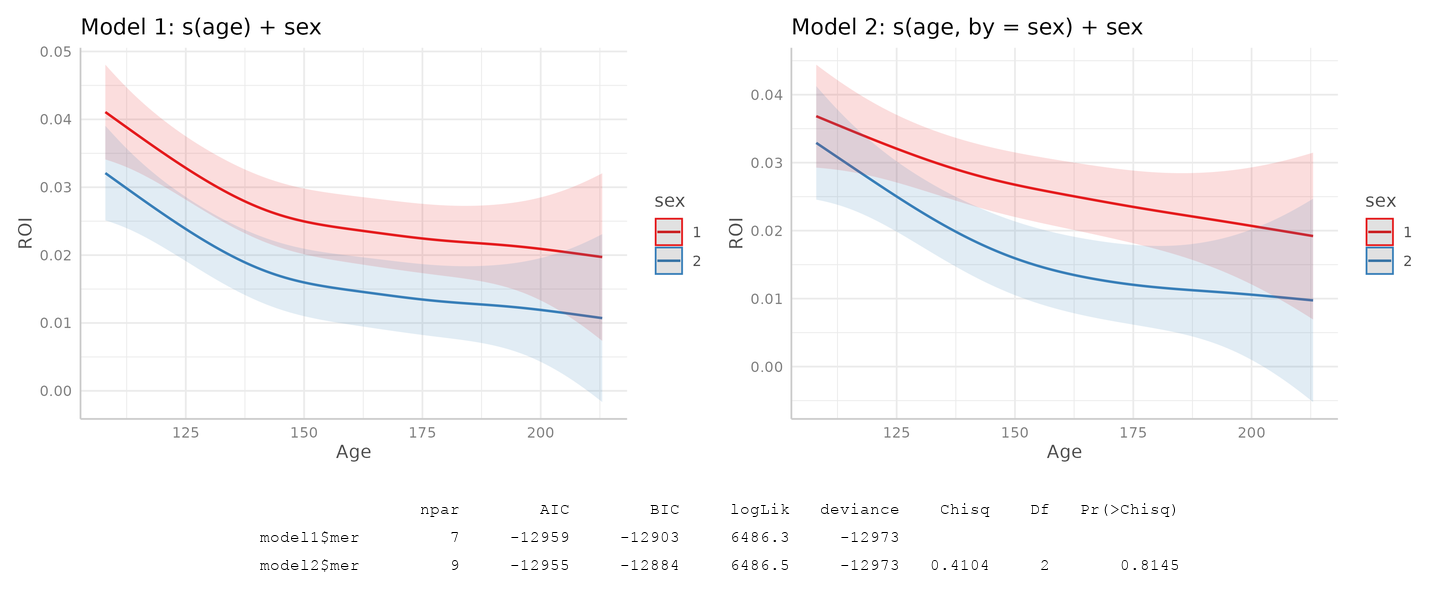 Model 1: s(age) + sex
0.05
0.04
0.03
0.02
0.01
0.00
ROI
125 150 175 200
Age
sex
1
2
Model 2: s(age, by = sex) + sex
0.04
0.03
0.02
0.01
0.00
ROI
125 150 175 200
Age
sex
1
2
npar AIC BIC logLik deviance Chisq Df Pr(>Chisq)
model1$mer 7 -12959 -12903 6486.3 -12973
model2$mer 9 -12955 -12884 6486.5 -12973 0.4104 2 0.8145